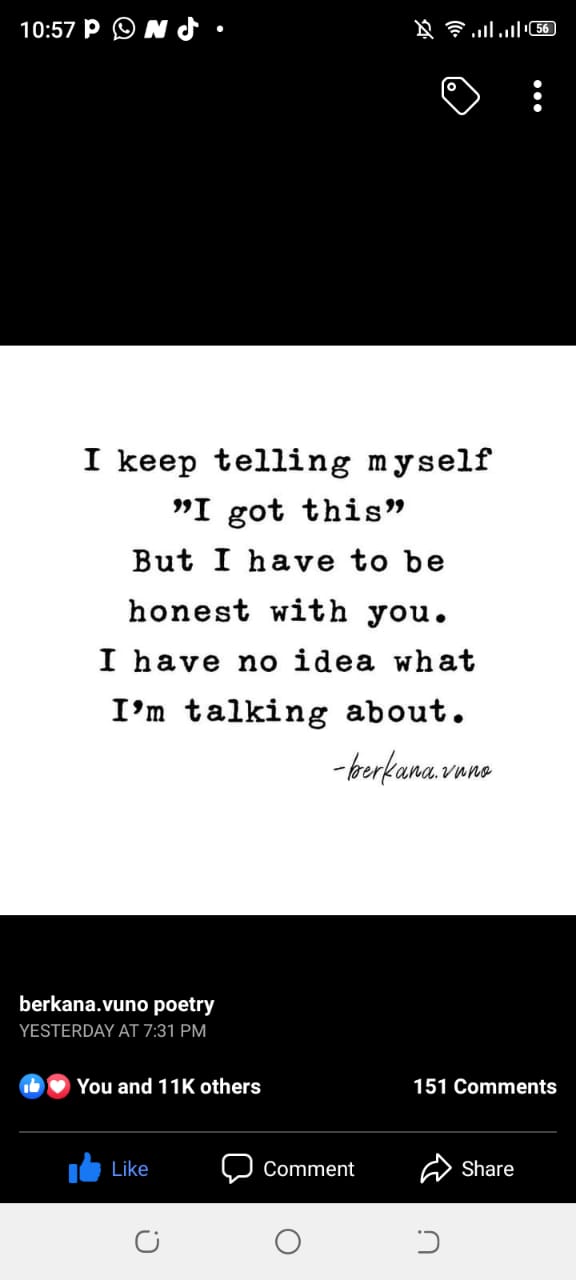 10:57 P N 56
I keep telling myself
”I got this”
But I have to be
honest with you.
I have no idea what
I’m talking about.
-berkana.vuno
berkana.vuno poetry
YESTERDAY AT 7:31 PM
You and 11K others 151 Comments
Like Comment Share